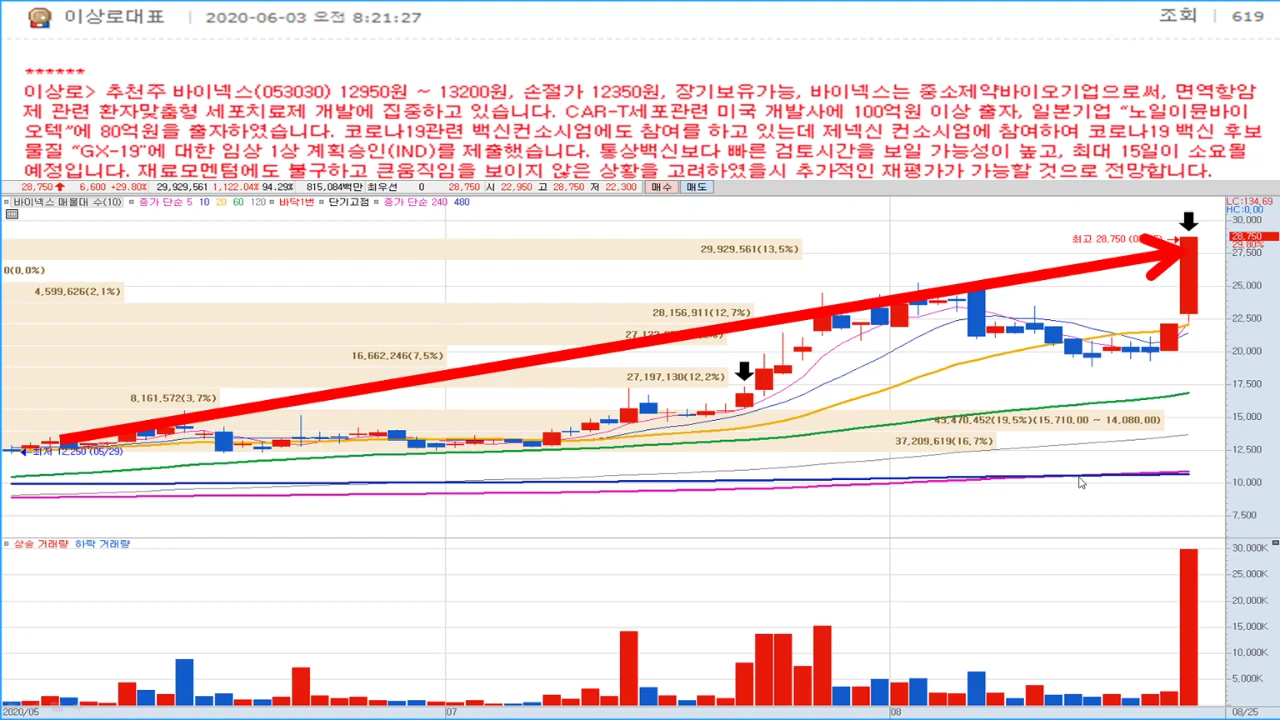 이상로대표 | 2020-06-03 오전 8:21:27 조회 | 619
******
이상로> 추천주 바이넥스(053030) 12950원 ~ 13200원, 손절가 12350원, 장기보유가능, 바이넥스는 중소제약바이오기업으로써, 면역항암
제 관련 환자맞춤형 세포치료제 개발에 집중하고 있습니다. CAR-T세포관련 미국 개발사에 100억원 이상 출자, 일본기업 “노일이뮨바이
오텍”에 80억원을 출자하였습니다. 코로나19관련 백신컨소시엄에도 참여를 하고 있는데 제넥신 컨소시엄에 참여하여 코로나19 백신 후보
물질 “GX-19”에 대한 임상 1상 계획승인(IND)를 제출했습니다. 통상백신보다 빠른 검토시간을 보일 가능성이 높고, 최대 15일이 소요될
예정입니다. 재료모멘텀에도 불구하고 큰움직임을 보이지 않은 상황을 고려하였을시 추가적인 재평가가 가능할 것으로 전망합니다.
28,750 6,600 +29.80% 29,929,561 1,122.04% 94.29% 815,084백만 최우선 0 28,750 시 22,950 고 28,750 저 22,300 매수 매도
바이넥스 매물대 수(10) 종가 단순 5 10 20 60 120 바닥1번 단기고점 종가 단순 240 480
LC:134,69
HC:0,00
30,000
최고 28,750
28,750
29.80%
29,929,561(13,5%)
27,500
0(0,0%)
4,599,626(2,1%)
25,000
28,156,911(12,7%)
22,500
16,662,246(7,5%)
20,000
27,197,130(12,2%)
17,500
8,161,572(3,7%)
15,000
43,470,452(19,5%)(15,710,00 ~ 14,080,00)
37,209,619(16,7%)
최저 12,250 (05/29)
12,500
10,000
7,500
상승 거래량 하락 거래량
30,000K
25,000K
20,000K
15,000K
10,000K
5,000K
2020/05 07 08 08/25